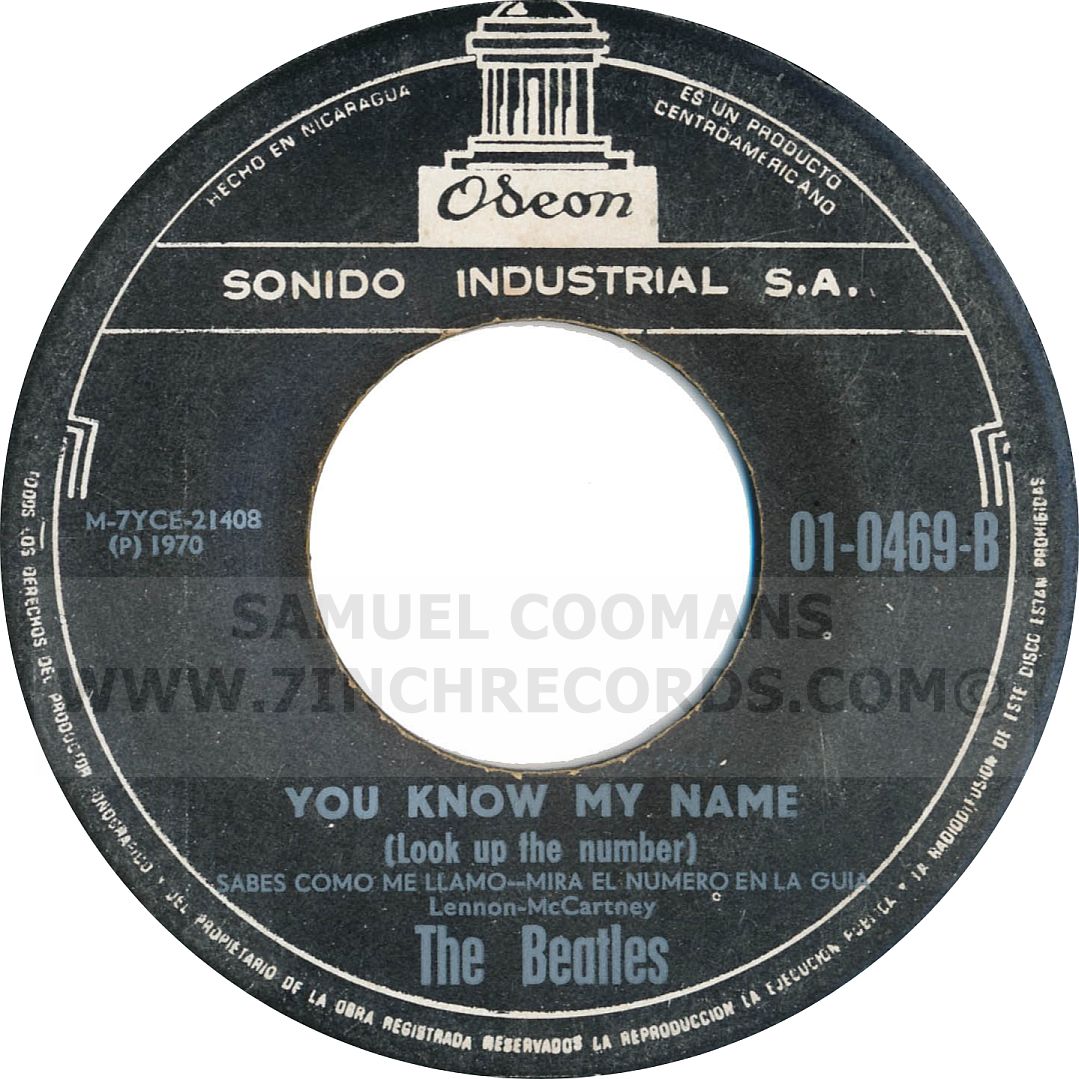 HECHO EN NICARAGUA
ES UN PRODUCTO
CENTROAMERICANO
Odeon
SONIDO INDUSTRIAL S.A.
M-7YCE-21408
(P) 1970
01-0469-B
SAMUEL COOMANS
WWW.7INCHRECORDS.COM©
YOU KNOW MY NAME
(Look up the number)
SABES COMO ME LLAMO--MIRA EL NUMERO EN LA GUIA
Lennon-McCartney
The Beatles
TODOS LOS DERECHOS DEL PRODUCTOR FONOGRAFICO Y DEL PROPIETARIO DE LA OBRA REGISTRADA RESERVADOS LA REPRODUCCION LA EJECUCION PUBLICA Y LA RADIODIFUSION DE ESTE DISCO ESTAN PROHIBIDAS